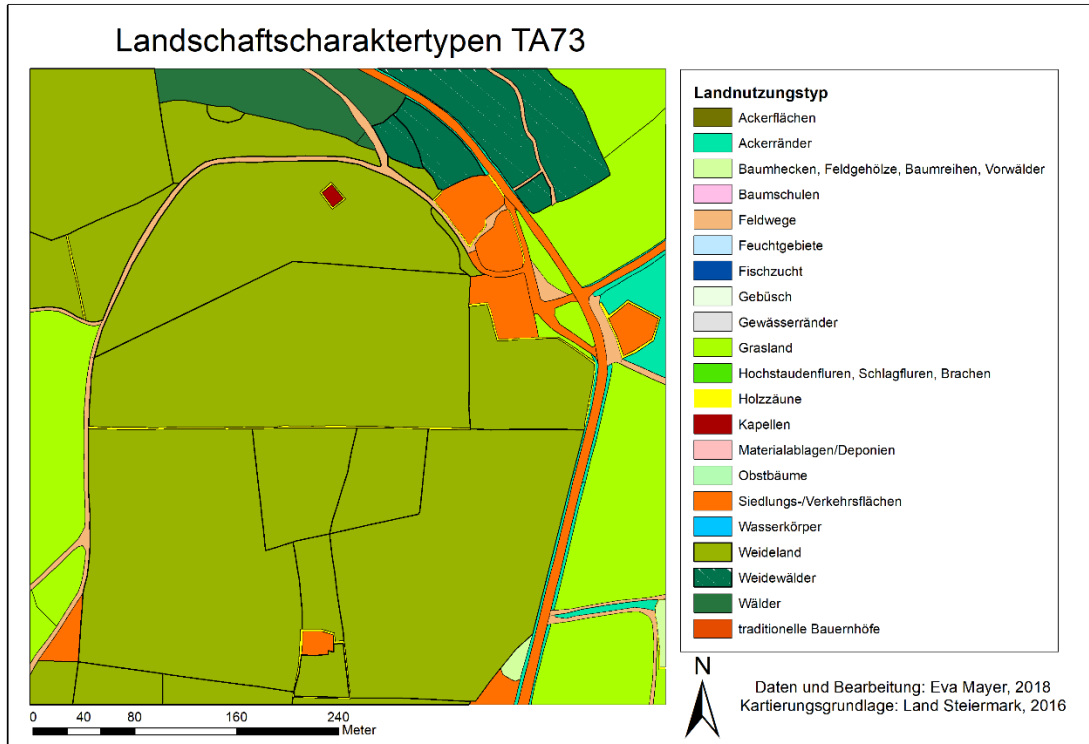 Landschaftscharaktertypen TA73
Landnutzungstyp
Ackerflächen
Ackerränder
Baumhecken, Feldgehölze, Baumreihen, Vorwälder
Baumschulen
Feldwege
Feuchtgebiete
Fischzucht
Gebüsch
Gewässerränder
Grasland
Hochstaudenfluren, Schlagfluren, Brachen
Holzzäune
Kapellen
Materialablagen/Deponien
Obstbäume
Siedlungs-/Verkehrsflächen
Wasserkörper
Weideland
Weidewälder
Wälder
traditionelle Bauernhöfe
N
Daten und Bearbeitung: Eva Mayer, 2018
Kartierungsgrundlage: Land Steiermark, 2016
0 40 80 160 240
Meter